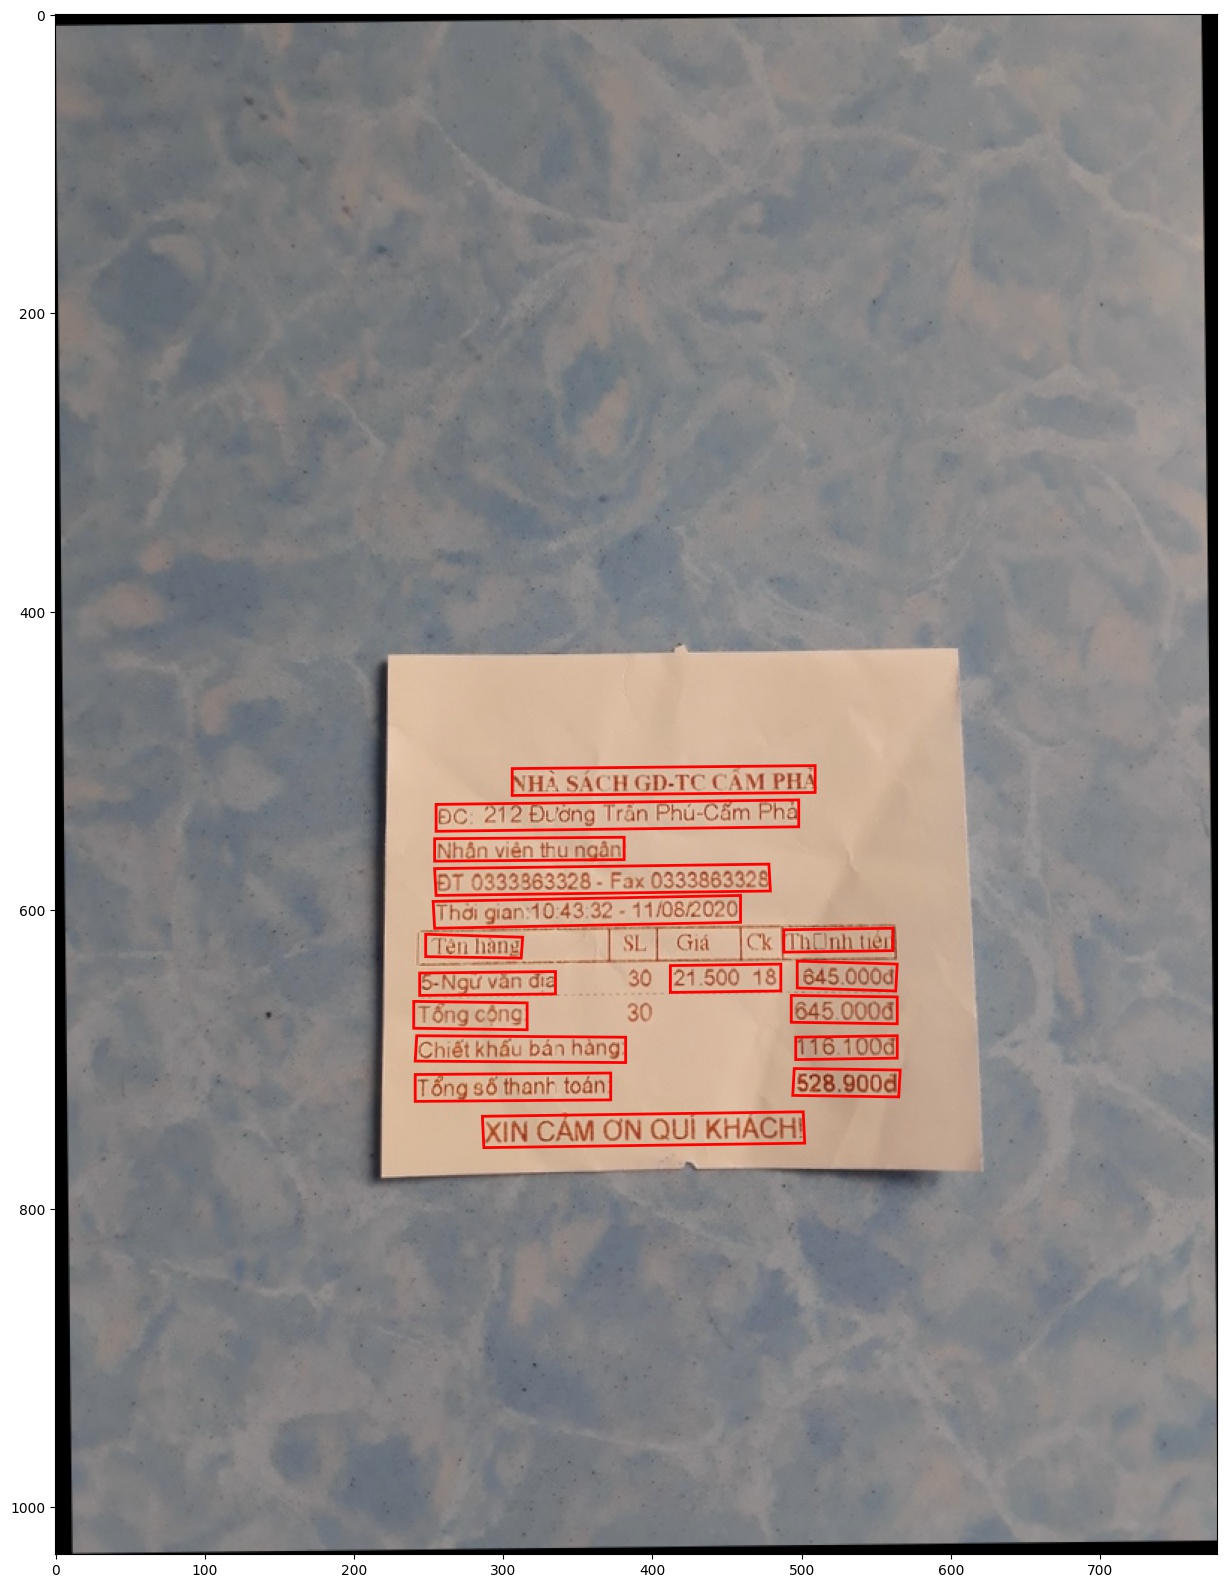 NHÀ SÁCH GD-TC CẨM PHẢ
ĐC: 212 Đường Trần Phú-Cẩm Phả
Nhân viên thu ngân
ĐT 0333863328 - Fax 0333863328
Thời gian:10:43:32 - 11/08/2020
Tên hàng SL Giá Ck Th□nh tiền
5-Ngữ văn địa 30 21.500 18 645.000đ
Tổng cộng: 30 645.000đ
Chiết khấu bán hàng: 116.100đ
Tổng số thanh toán: 528.900đ
XIN CẢM ƠN QUÍ KHÁCH!
0
200
400
600
800
1000
0 100 200 300 400 500 600 700